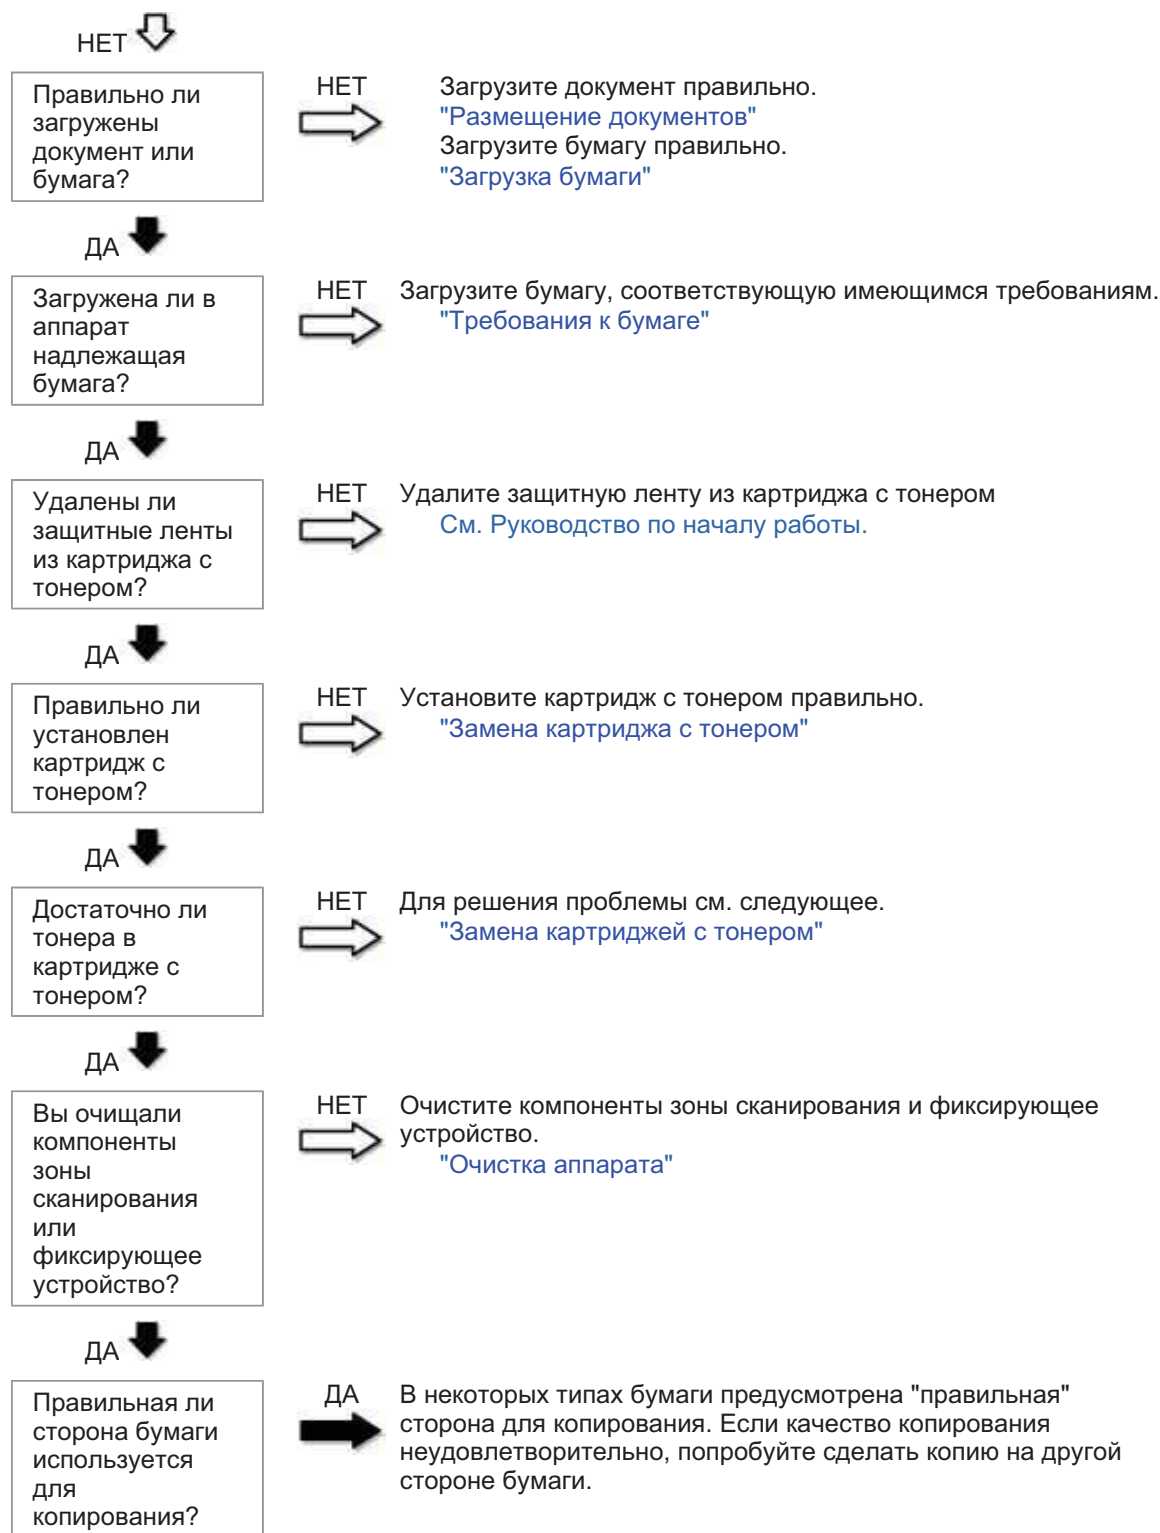 НЕТ
Правильно ли
загружены
документ или
бумага?
НЕТ
Загрузите документ правильно.
"Размещение документов"
Загрузите бумагу правильно.
"Загрузка бумаги"
ДА
Загружена ли в
аппарат
надлежащая
бумага?
НЕТ
Загрузите бумагу, соответствующую имеющимся требованиям.
"Требования к бумаге"
ДА
Удалены ли
защитные ленты
из картриджа с
тонером?
НЕТ
Удалите защитную ленту из картриджа с тонером
См. Руководство по началу работы.
ДА
Правильно ли
установлен
картридж с
тонером?
НЕТ
Установите картридж с тонером правильно.
"Замена картриджа с тонером"
ДА
Достаточно ли
тонера в
картридже с
тонером?
НЕТ
Для решения проблемы см. следующее.
"Замена картриджей с тонером"
ДА
Вы очищали
компоненты
зоны
сканирования
или
фиксирующее
устройство?
НЕТ
Очистите компоненты зоны сканирования и фиксирующее
устройство.
"Очистка аппарата"
ДА
Правильная ли
сторона бумаги
используется
для
копирования?
ДА
В некоторых типах бумаги предусмотрена "правильная"
сторона для копирования. Если качество копирования
неудовлетворительно, попробуйте сделать копию на другой
стороне бумаги.